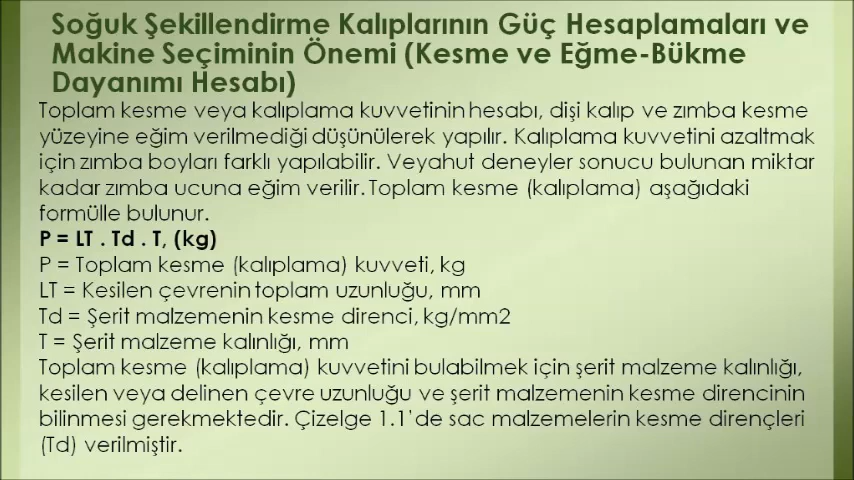 Soğuk Şekillendirme Kalıplarının Güç Hesaplamaları ve
Makine Seçiminin Önemi (Kesme ve Eğme-Bükme
Dayanımı Hesabı)
Toplam kesme veya kalıplama kuvvetinin hesabı, dişi kalıp ve zımba kesme
yüzeyine eğim verilmediği düşünülerek yapılır. Kalıplama kuvvetini azaltmak
için zımba boyları farklı yapılabilir. Veyahut deneyler sonucu bulunan miktar
kadar zımba ucuna eğim verilir. Toplam kesme (kalıplama) aşağıdaki
formülle bulunur.
P = LT . Td . T, (kg)
P = Toplam kesme (kalıplama) kuvveti, kg
LT = Kesilen çevrenin toplam uzunluğu, mm
Td = Şerit malzemenin kesme direnci, kg/mm2
T = Şerit malzeme kalınlığı, mm
Toplam kesme (kalıplama) kuvvetini bulabilmek için şerit malzeme kalınlığı,
kesilen veya delinen çevre uzunluğu ve şerit malzemenin kesme direncinin
bilinmesi gerekmektedir. Çizelge 1.1'de sac malzemelerin kesme dirençleri
(Td) verilmiştir.